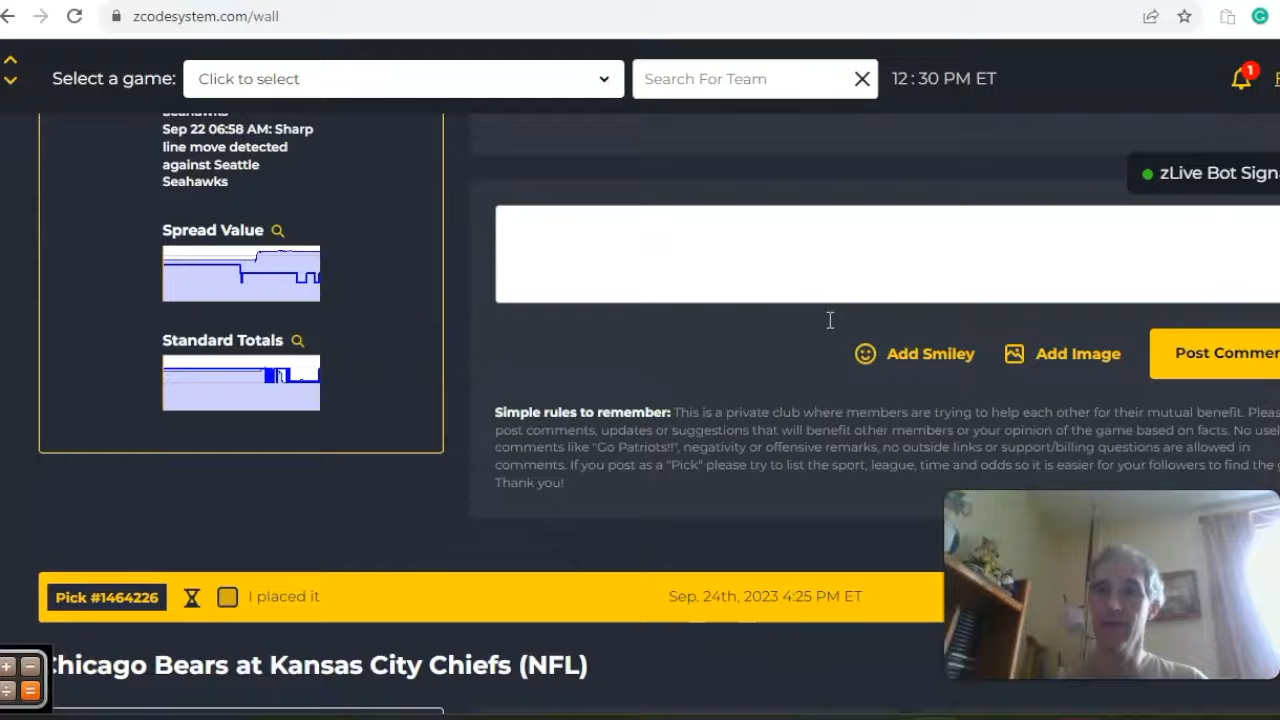 zcodesystem.com/wall
Select a game:
Click to select
Search For Team
12:30 PM ET
1
Seahawks
Sep 22 06:58 AM: Sharp
line move detected
against Seattle
Seahawks
zLive Bot Sign
Spread Value
Standard Totals
Add Smiley
Add Image
Post Commen
Simple rules to remember: This is a private club where members are trying to help each other for their mutual benefit. Pleas
post comments, updates or suggestions that will benefit other members or your opinion of the game based on facts. No usel
comments like "Go Patriots!!", negativity or offensive remarks, no outside links or support/billing questions are allowed in
comments. If you post as a "Pick" please try to list the sport, league, time and odds so it is easier for your followers to find the g
Thank you!
Pick #1464226
I placed it
Sep, 24th, 2023 4:25 PM ET
Chicago Bears at Kansas City Chiefs (NFL)